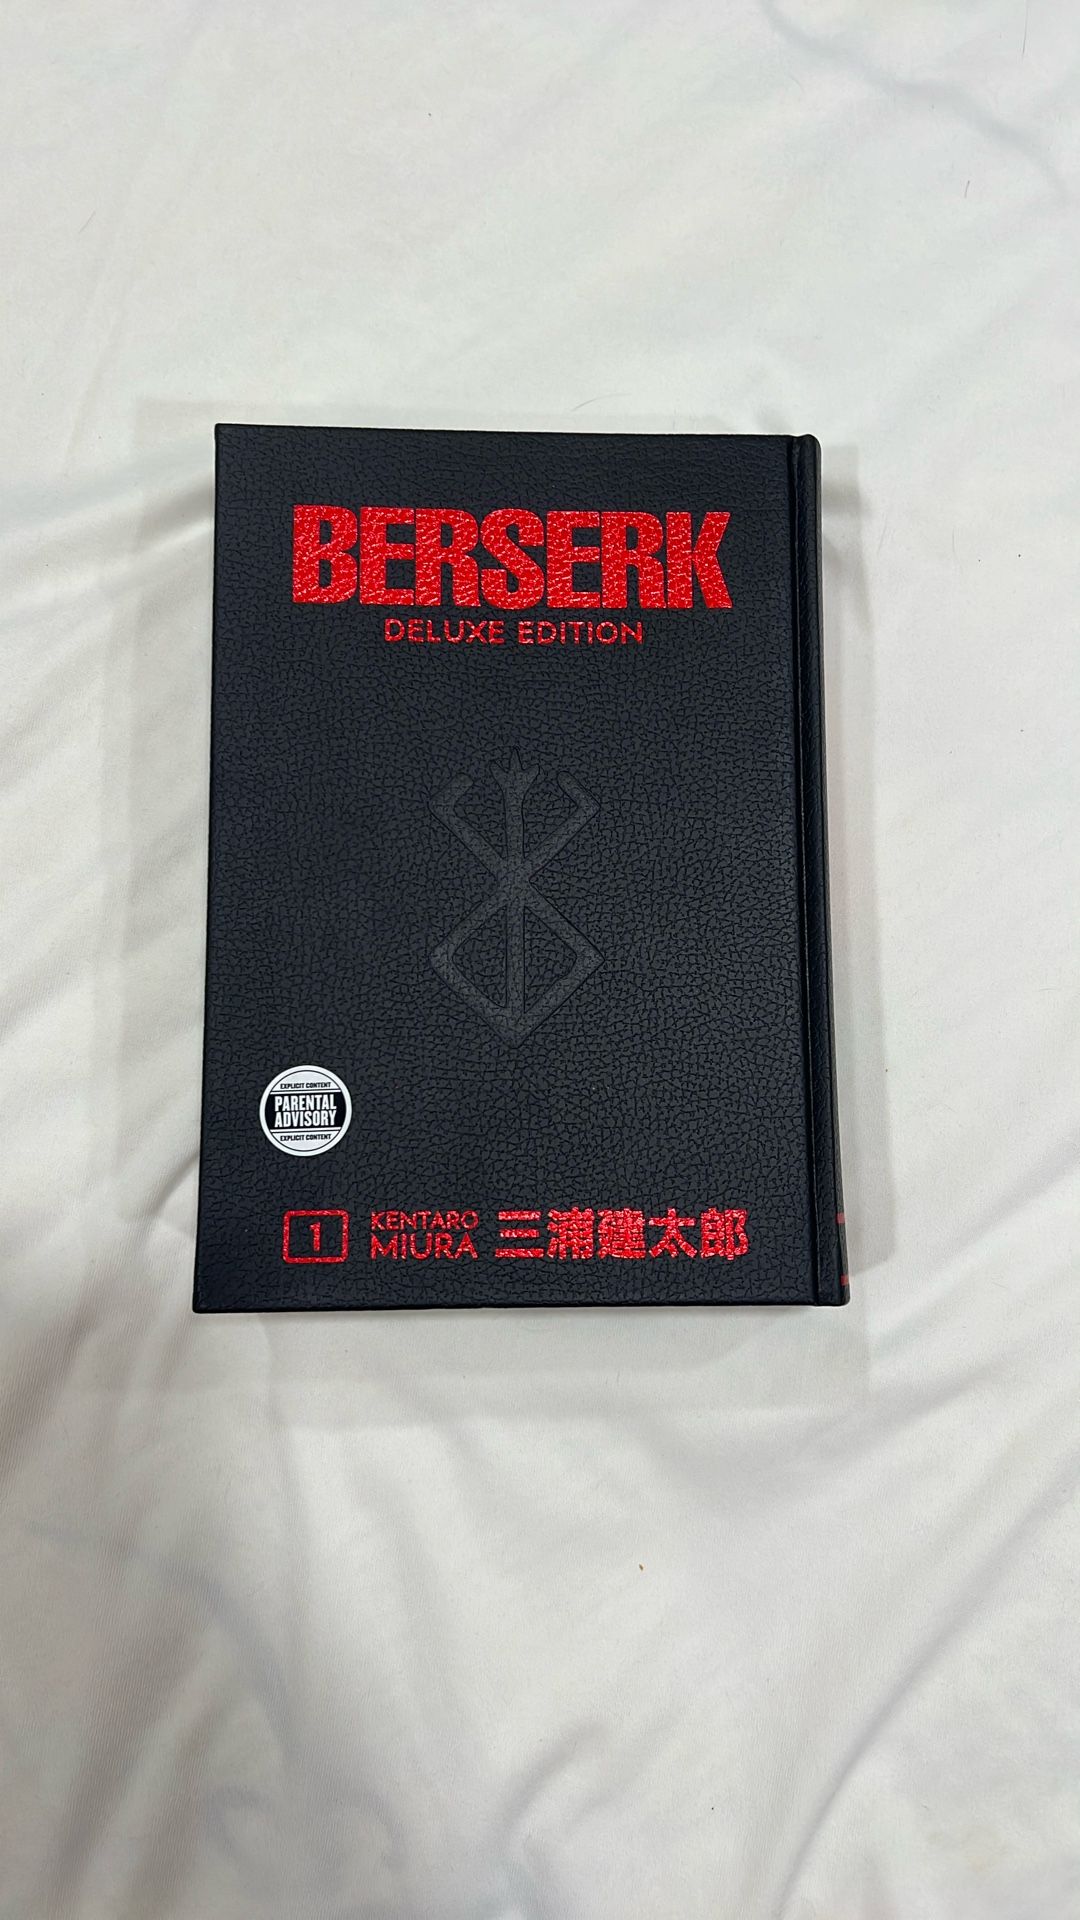 BERSERK
DELUXE EDITION
EXPLICIT CONTENT
PARENTAL
ADVISORY
EXPLICIT CONTENT
1
KENTARO
MIURA
三浦建太郎